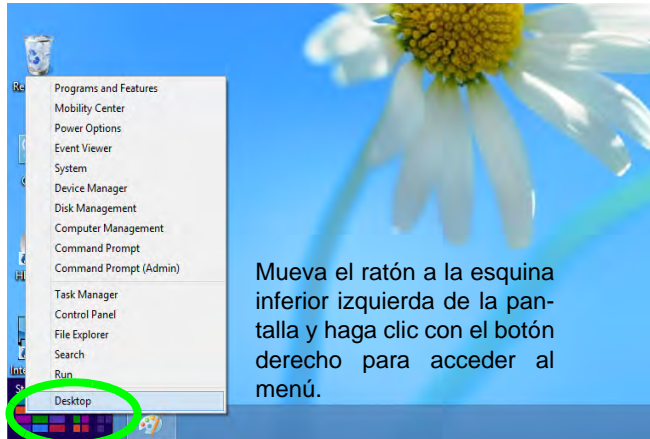 Programs and Features
Mobility Center
Power Options
Event Viewer
System
Device Manager
Disk Management
Computer Management
Command Prompt
Command Prompt (Admin)
Task Manager
Control Panel
File Explorer
Search
Run
Desktop
Mueva el ratón a la esquina
inferior izquierda de la pan-
talla y haga clic con el botón
derecho para acceder al
menú.